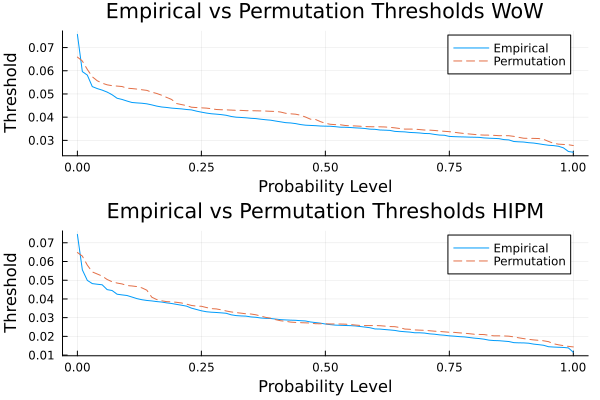 Empirical vs Permutation Thresholds WoW
Threshold
0.07
0.06
0.05
0.04
0.03
Empirical
Permutation
0.00 0.25 0.50 0.75 1.00
Probability Level
Empirical vs Permutation Thresholds HIPM
Threshold
0.07
0.06
0.05
0.04
0.03
0.02
0.01
Empirical
Permutation
0.00 0.25 0.50 0.75 1.00
Probability Level